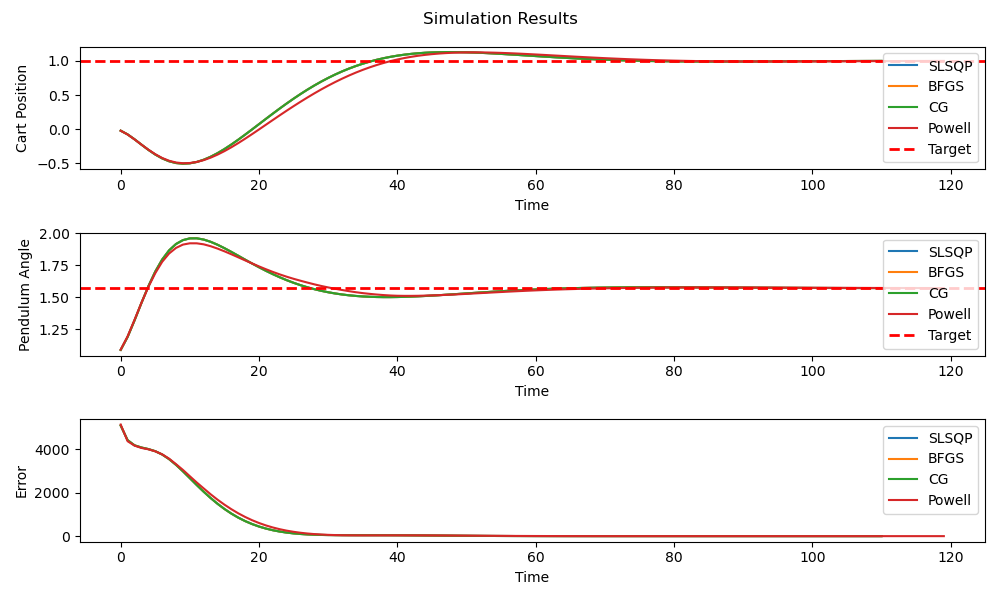 Simulation Results
Cart Position
1.0
0.5
0.0
−0.5
SLSQP
BFGS
CG
Powell
Target
0 20 40 60 80 100 120
Time
Pendulum Angle
2.00
1.75
1.50
1.25
SLSQP
BFGS
CG
Powell
Target
0 20 40 60 80 100 120
Time
Error
4000
2000
0
SLSQP
BFGS
CG
Powell
0 20 40 60 80 100 120
Time